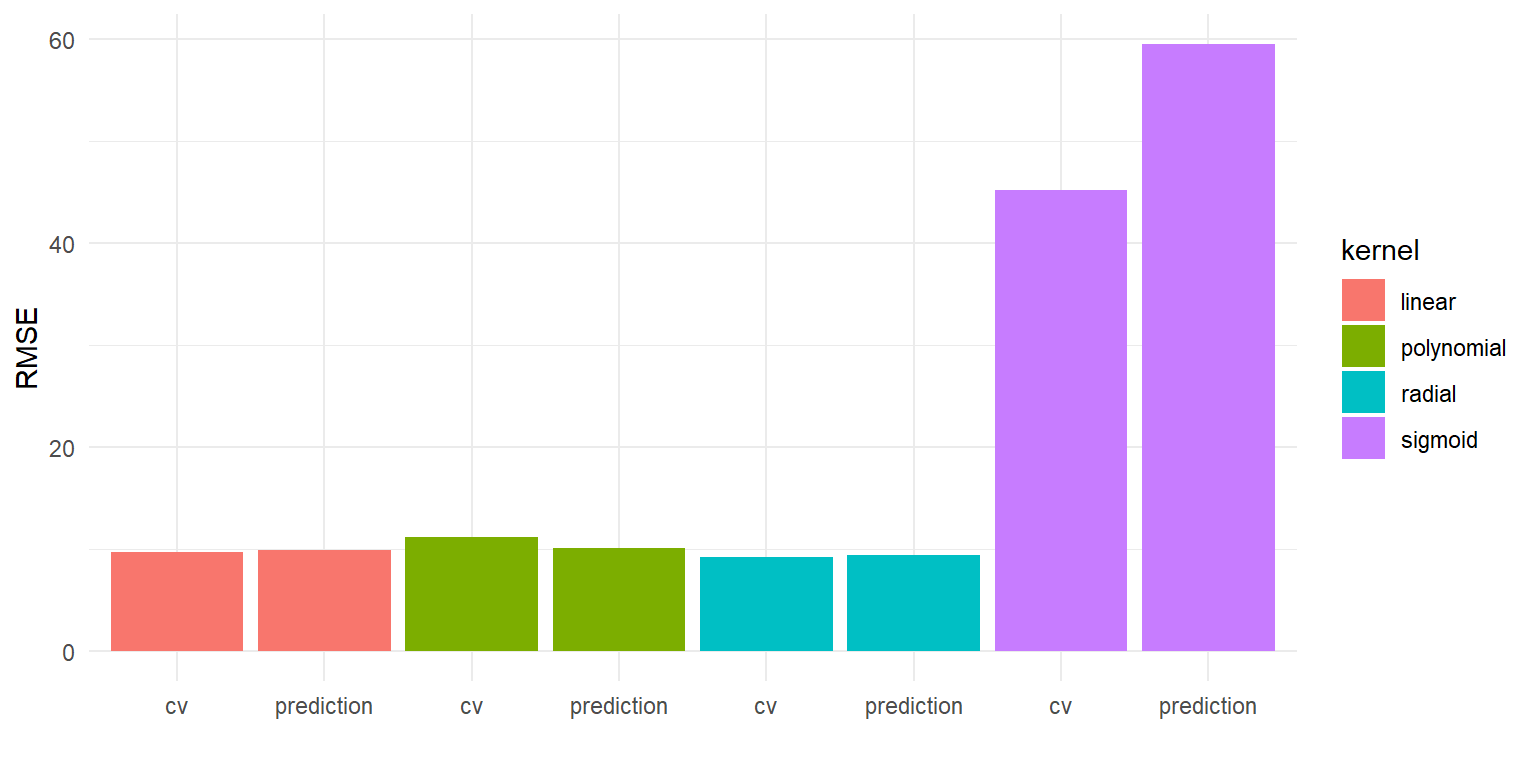 60
40
20
0
RMSE
cv prediction cv prediction cv prediction cv prediction
kernel
linear
polynomial
radial
sigmoid